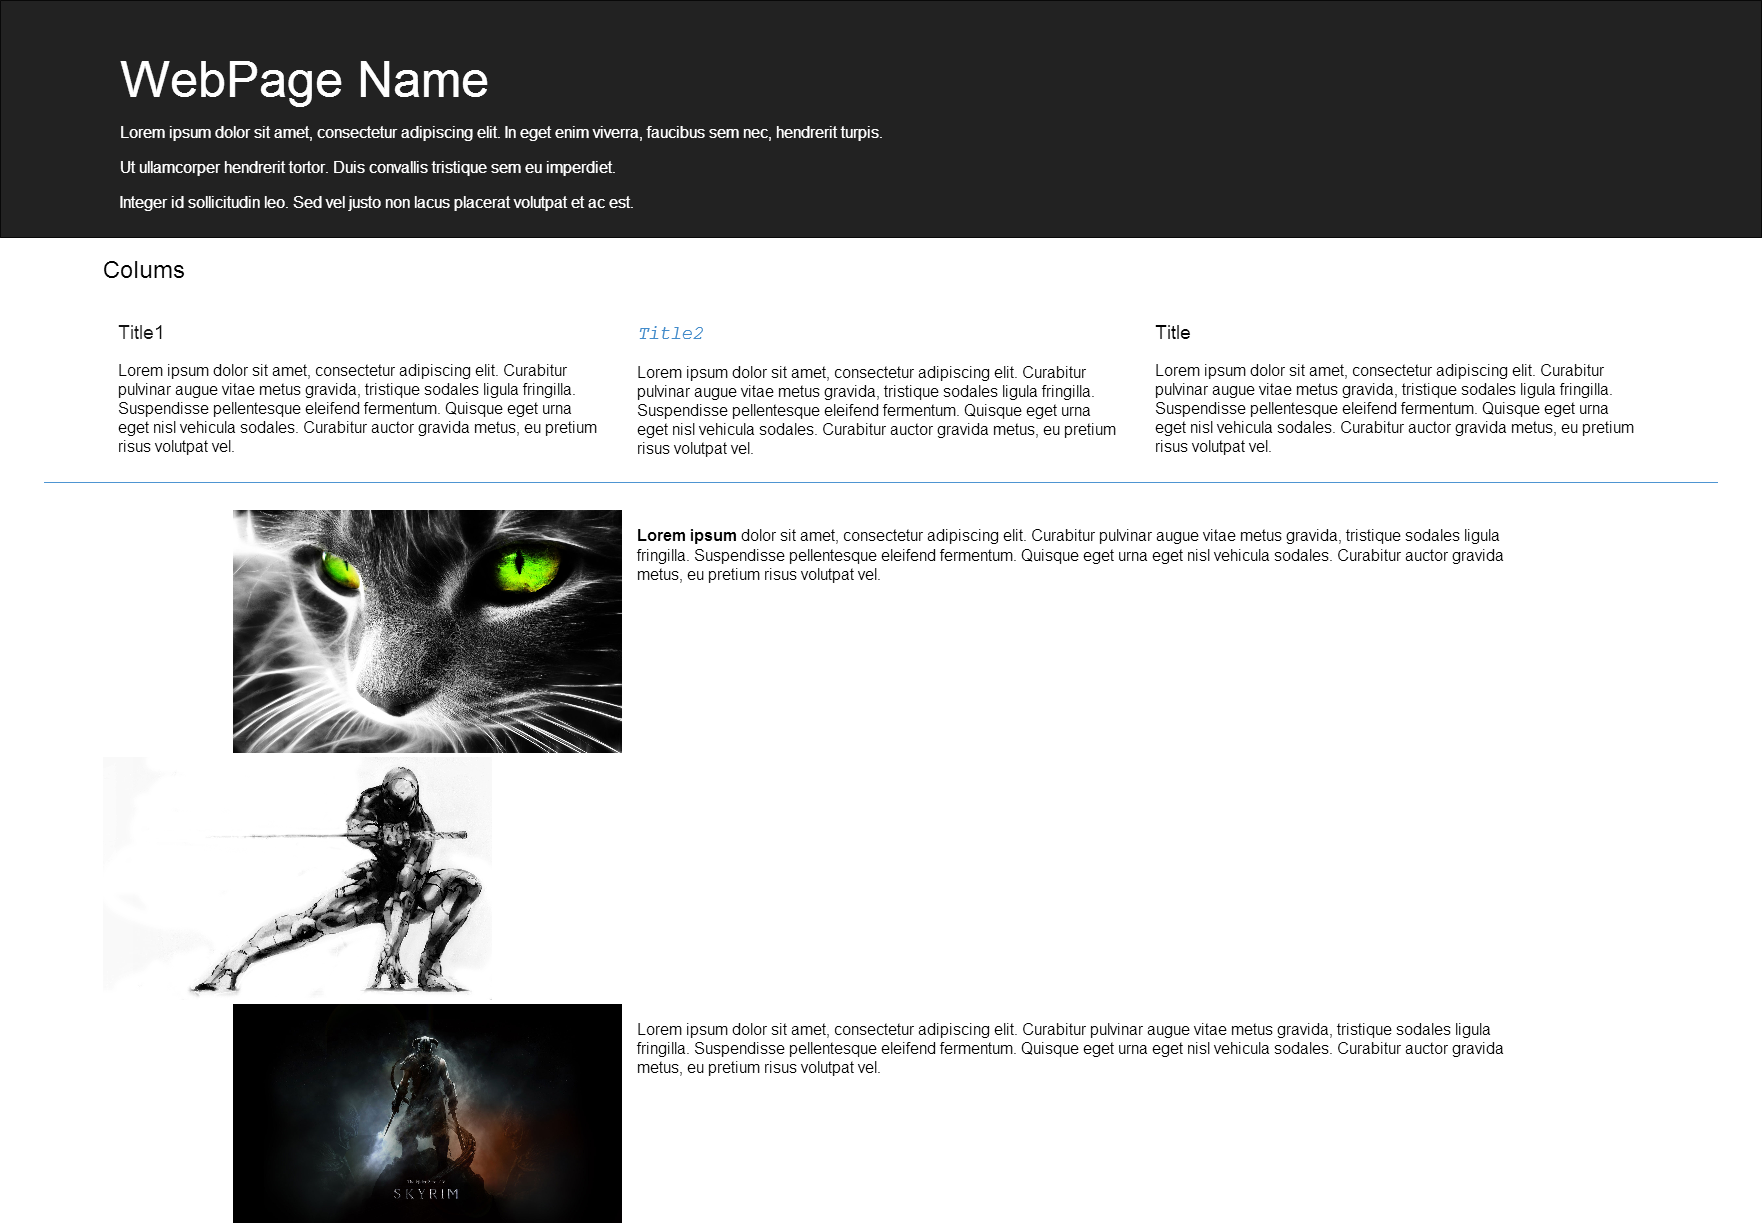 WebPage Name
Lorem ipsum dolor sit amet, consectetur adipiscing elit. In eget enim viverra, faucibus sem nec, hendrerit turpis.
Ut ullamcorper hendrerit tortor. Duis convallis tristique sem eu imperdiet.
Integer id sollicitudin leo. Sed vel justo non lacus placerat volutpat et ac est.
Colums
Title1
Lorem ipsum dolor sit amet, consectetur adipiscing elit. Curabitur
pulvinar augue vitae metus gravida, tristique sodales ligula fringilla.
Suspendisse pellentesque eleifend fermentum. Quisque eget urna
eget nisl vehicula sodales. Curabitur auctor gravida metus, eu pretium
risus volutpat vel.
Title2
Lorem ipsum dolor sit amet, consectetur adipiscing elit. Curabitur
pulvinar augue vitae metus gravida, tristique sodales ligula fringilla.
Suspendisse pellentesque eleifend fermentum. Quisque eget urna
eget nisl vehicula sodales. Curabitur auctor gravida metus, eu pretium
risus volutpat vel.
Title
Lorem ipsum dolor sit amet, consectetur adipiscing elit. Curabitur
pulvinar augue vitae metus gravida, tristique sodales ligula fringilla.
Suspendisse pellentesque eleifend fermentum. Quisque eget urna
eget nisl vehicula sodales. Curabitur auctor gravida metus, eu pretium
risus volutpat vel.
Lorem ipsum dolor sit amet, consectetur adipiscing elit. Curabitur pulvinar augue vitae metus gravida, tristique sodales ligula
fringilla. Suspendisse pellentesque eleifend fermentum. Quisque eget urna eget nisl vehicula sodales. Curabitur auctor gravida
metus, eu pretium risus volutpat vel.
Lorem ipsum dolor sit amet, consectetur adipiscing elit. Curabitur pulvinar augue vitae metus gravida, tristique sodales ligula
fringilla. Suspendisse pellentesque eleifend fermentum. Quisque eget urna eget nisl vehicula sodales. Curabitur auctor gravida
metus, eu pretium risus volutpat vel.
SKYRIM